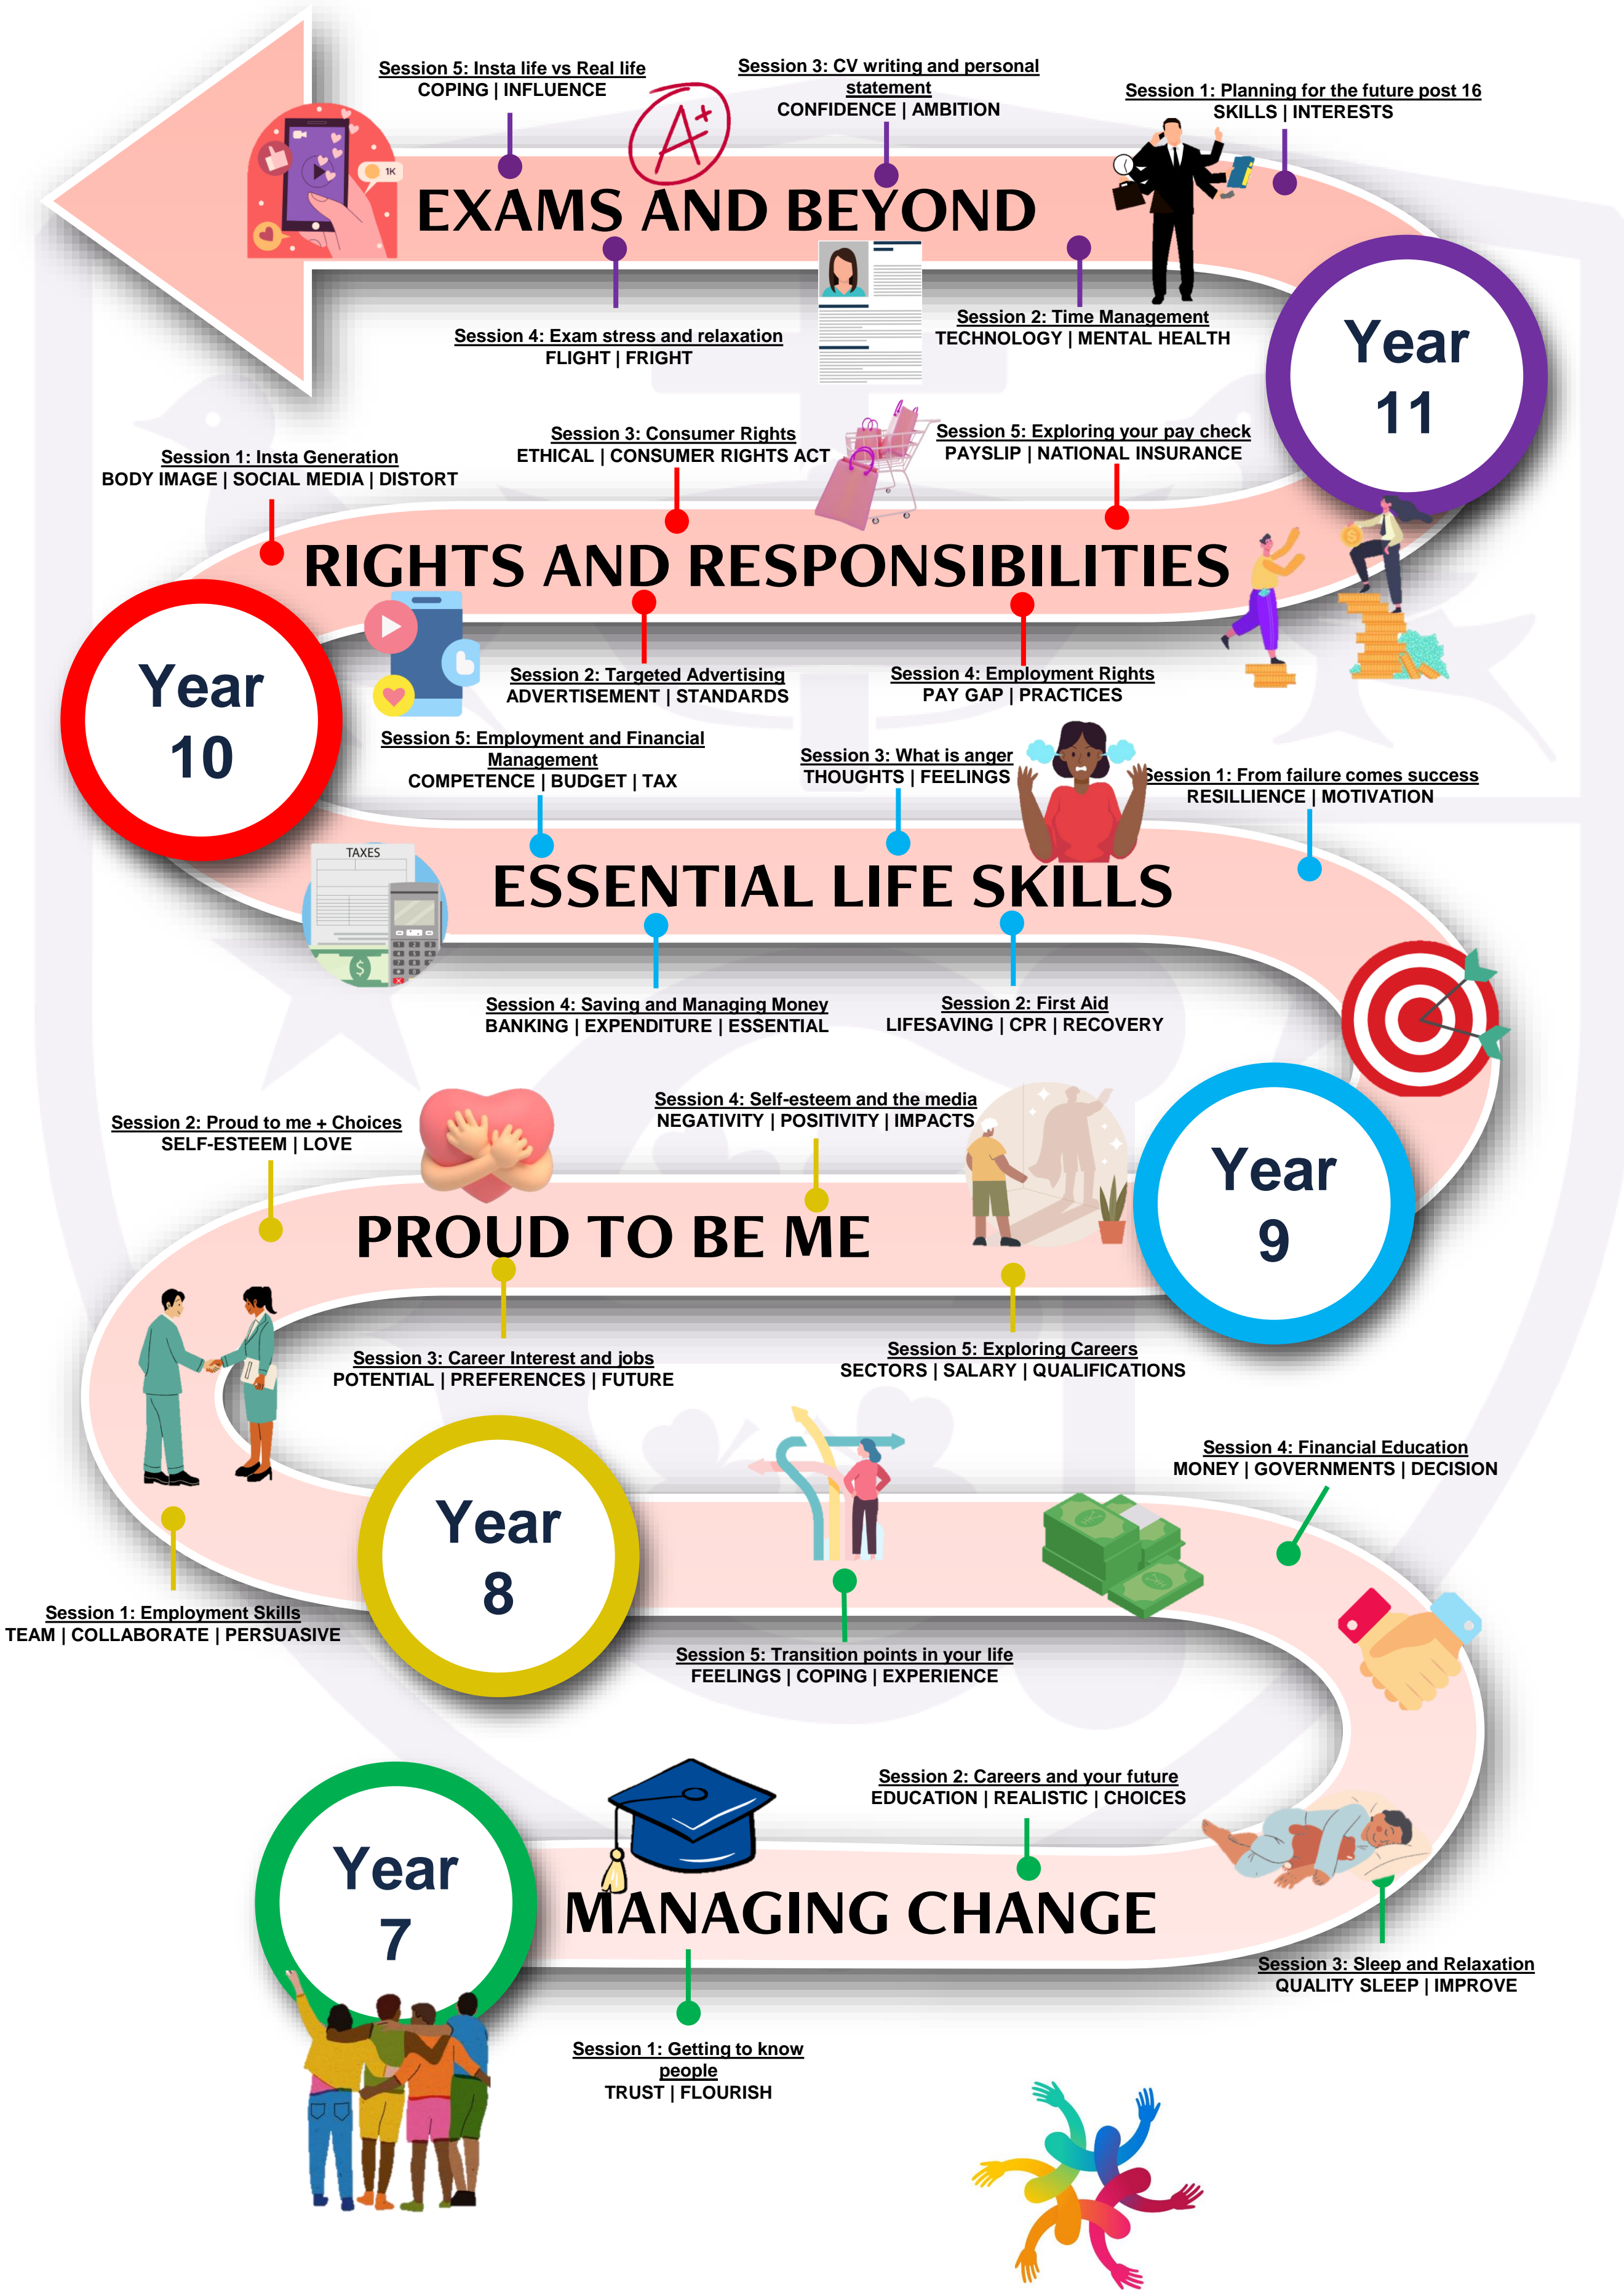 Session 5: Insta life vs Real life
COPING | INFLUENCE
Session 3: CV writing and personal
statement
CONFIDENCE | AMBITION
Session 1: Planning for the future post 16
SKILLS | INTERESTS
A+
1K
EXAMS AND BEYOND
Session 4: Exam stress and relaxation
FLIGHT | FRIGHT
Session 2: Time Management
TECHNOLOGY | MENTAL HEALTH
Year
11
Session 1: Insta Generation
BODY IMAGE | SOCIAL MEDIA | DISTORT
Session 3: Consumer Rights
ETHICAL | CONSUMER RIGHTS ACT
Session 5: Exploring your pay check
PAYSLIP | NATIONAL INSURANCE
RIGHTS AND RESPONSIBILITIES
Year
10
Session 2: Targeted Advertising
ADVERTISEMENT | STANDARDS
Session 4: Employment Rights
PAY GAP | PRACTICES
Session 5: Employment and Financial
Management
COMPETENCE | BUDGET | TAX
Session 3: What is anger
THOUGHTS | FEELINGS
Session 1: From failure comes success
RESILLIENCE | MOTIVATION
TAXES
$
ESSENTIAL LIFE SKILLS
Session 4: Saving and Managing Money
BANKING | EXPENDITURE | ESSENTIAL
Session 2: First Aid
LIFESAVING | CPR | RECOVERY
Year
9
Session 2: Proud to me + Choices
SELF-ESTEEM | LOVE
Session 4: Self-esteem and the media
NEGATIVITY | POSITIVITY | IMPACTS
PROUD TO BE ME
Session 3: Career Interest and jobs
POTENTIAL | PREFERENCES | FUTURE
Session 5: Exploring Careers
SECTORS | SALARY | QUALIFICATIONS
Year
8
Session 4: Financial Education
MONEY | GOVERNMENTS | DECISION
Session 1: Employment Skills
TEAM | COLLABORATE | PERSUASIVE
Session 5: Transition points in your life
FEELINGS | COPING | EXPERIENCE
Session 2: Careers and your future
EDUCATION | REALISTIC | CHOICES
Year
7
MANAGING CHANGE
Session 3: Sleep and Relaxation
QUALITY SLEEP | IMPROVE
Session 1: Getting to know
people
TRUST | FLOURISH